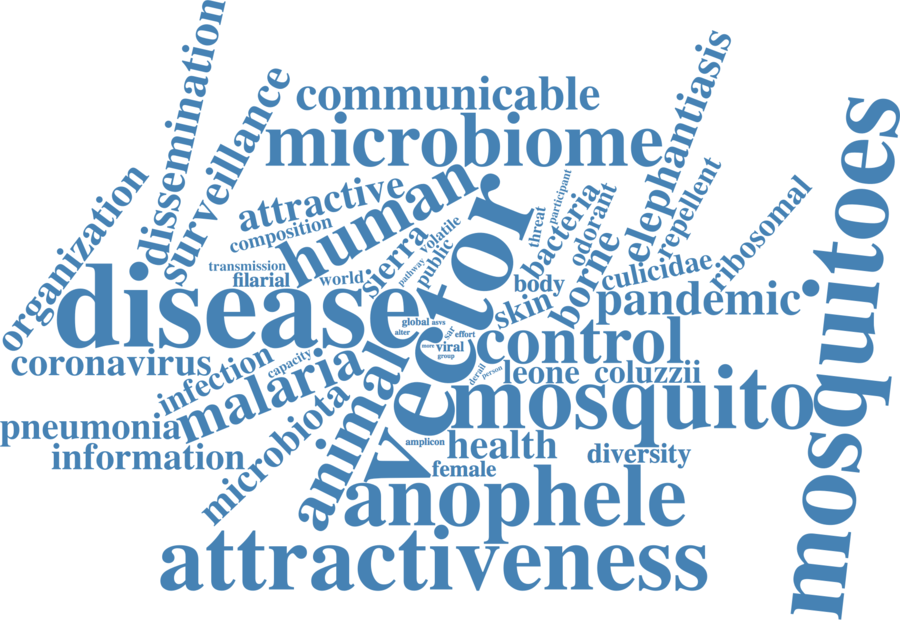 dissemination
surveillance
communicable
elephantiasis
microbiome
mosquitoes
organization
attractive
human
composition
participant
threat
bacteria
odorant
repellent
ribosomal
volatile
sierra
public
pathway
vector
transmission
filarial
world
disease
body
skin
borne
culicidae
pandemic
global
asvs
alter
sar
effort
more
viral
group
control
coronavirus
infection
capacity
malaria
animal
derail
person
leone
coluzzii
mosquito
pneumonia
microbiota
information
amplicon
health
diversity
female
anophele
attractiveness